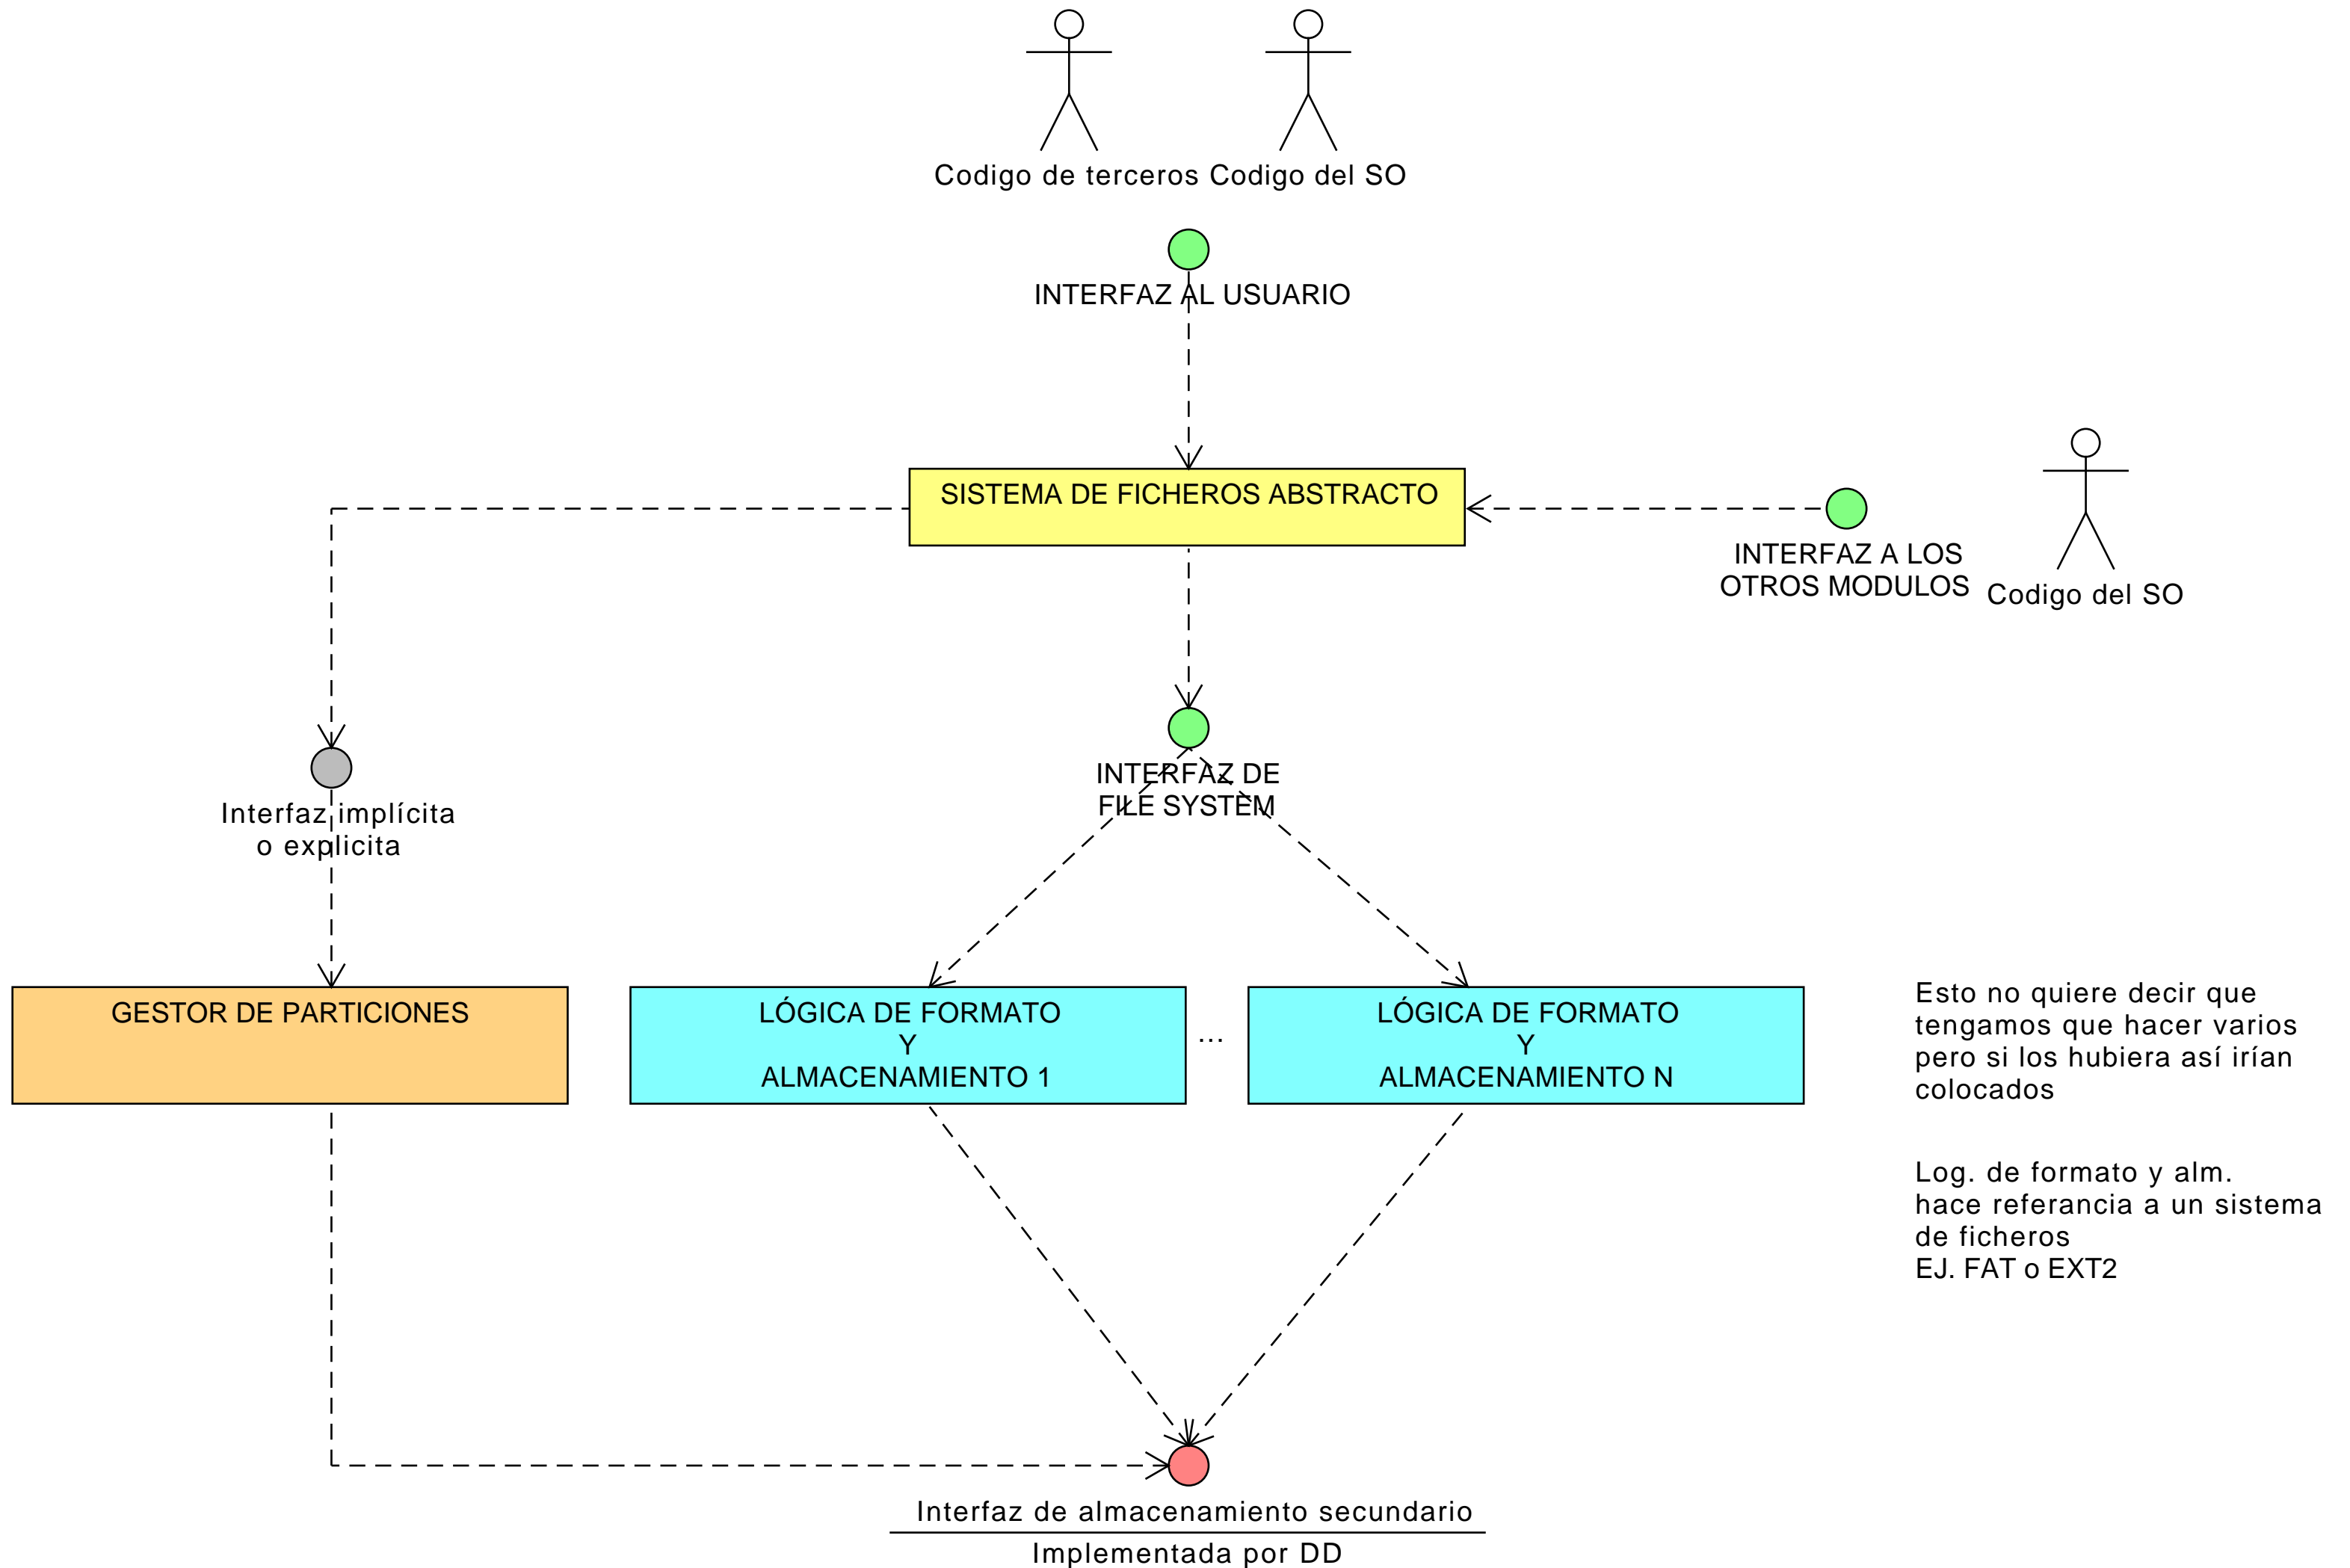 Codigo de terceros
Codigo del SO
INTERFAZ AL USUARIO
SISTEMA DE FICHEROS ABSTRACTO
INTERFAZ A LOS
OTROS MODULOS
Codigo del SO
INTERFAZ DE
FILE SYSTEM
Interfaz implícita
o explicita
GESTOR DE PARTICIONES
LÓGICA DE FORMATO
Y
ALMACENAMIENTO 1
...
LÓGICA DE FORMATO
Y
ALMACENAMIENTO N
Esto no quiere decir que
tengamos que hacer varios
pero si los hubiera así irían
colocados
Log. de formato y alm.
hace referancia a un sistema
de ficheros
EJ. FAT o EXT2
Interfaz de almacenamiento secundario
Implementada por DD